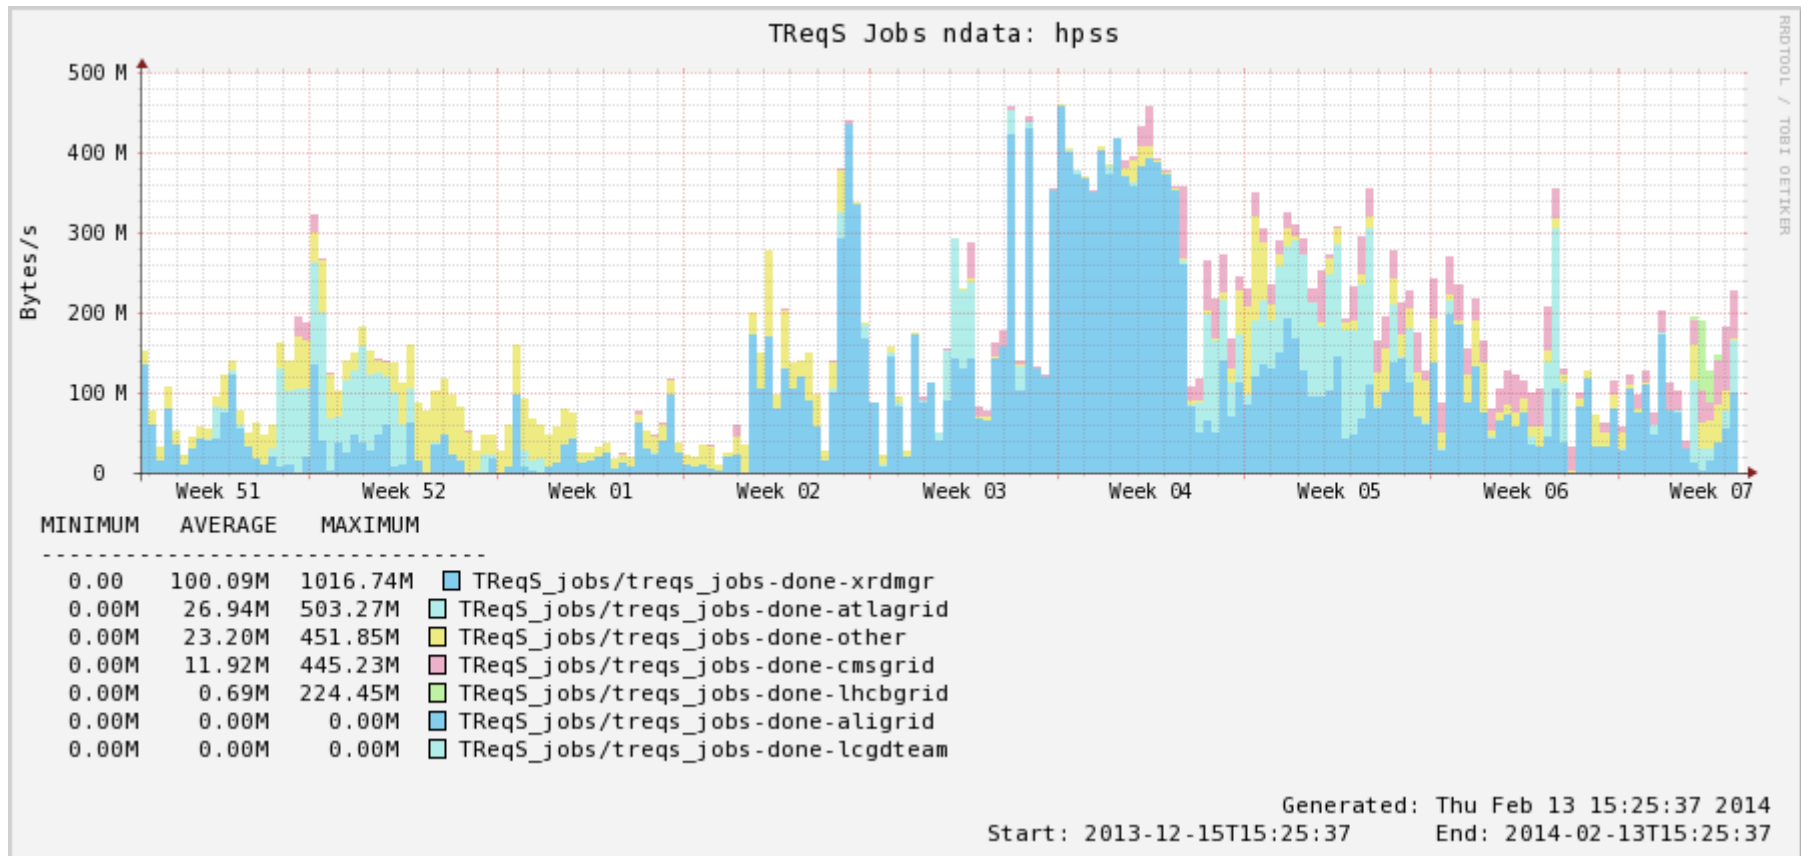 TReqS Jobs ndata: hpss
RRDTOOL / TOBI OETIKER
Bytes/s
500 M
400 M
300 M
200 M
100 M
0
Week 51 Week 52 Week 01 Week 02 Week 03 Week 04 Week 05 Week 06 Week 07
MINIMUM AVERAGE MAXIMUM
--------------------------------
0.00 100.09M 1016.74M TReqS_jobs/treqs_jobs-done-xrdmgr
0.00M 26.94M 503.27M TReqS_jobs/treqs_jobs-done-atlagrid
0.00M 23.20M 451.85M TReqS_jobs/treqs_jobs-done-other
0.00M 11.92M 445.23M TReqS_jobs/treqs_jobs-done-cmsgrid
0.00M 0.69M 224.45M TReqS_jobs/treqs_jobs-done-lhcbgrid
0.00M 0.00M 0.00M TReqS_jobs/treqs_jobs-done-aligrid
0.00M 0.00M 0.00M TReqS_jobs/treqs_jobs-done-lcgdteam
Generated: Thu Feb 13 15:25:37 2014
Start: 2013-12-15T15:25:37 End: 2014-02-13T15:25:37